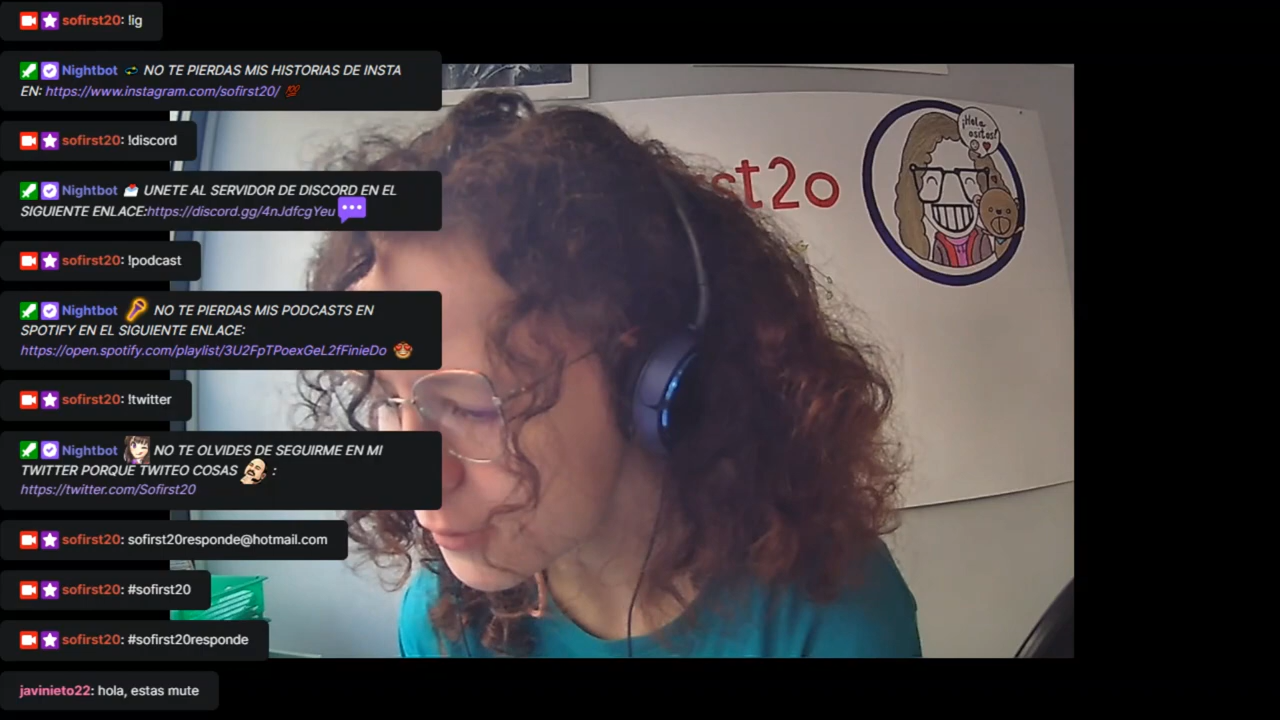 sofirst20: !ig
Nightbot NO TE PIERDAS MIS HISTORIAS DE INSTA
EN: https://www.instagram.com/sofirst20/ 💯
sofirst20: !discord
Nightbot 📩 UNETE AL SERVIDOR DE DISCORD EN EL
SIGUIENTE ENLACE:https://discord.gg/4nJdfcgYeu
sofirst20: !podcast
Nightbot NO TE PIERDAS MIS PODCASTS EN
SPOTIFY EN EL SIGUIENTE ENLACE:
https://open.spotify.com/playlist/3U2FpTPoexGeL2fFinieDo
sofirst20: !twitter
Nightbot NO TE OLVIDES DE SEGUIRME EN MI
TWITTER PORQUE TWITEO COSAS :
https://twitter.com/Sofirst20
sofirst20: sofirst20responde@hotmail.com
sofirst20: #sofirst20
sofirst20: #sofirst20responde
javinieto22: hola, estas mute
st2o
¡Hola
ositos!